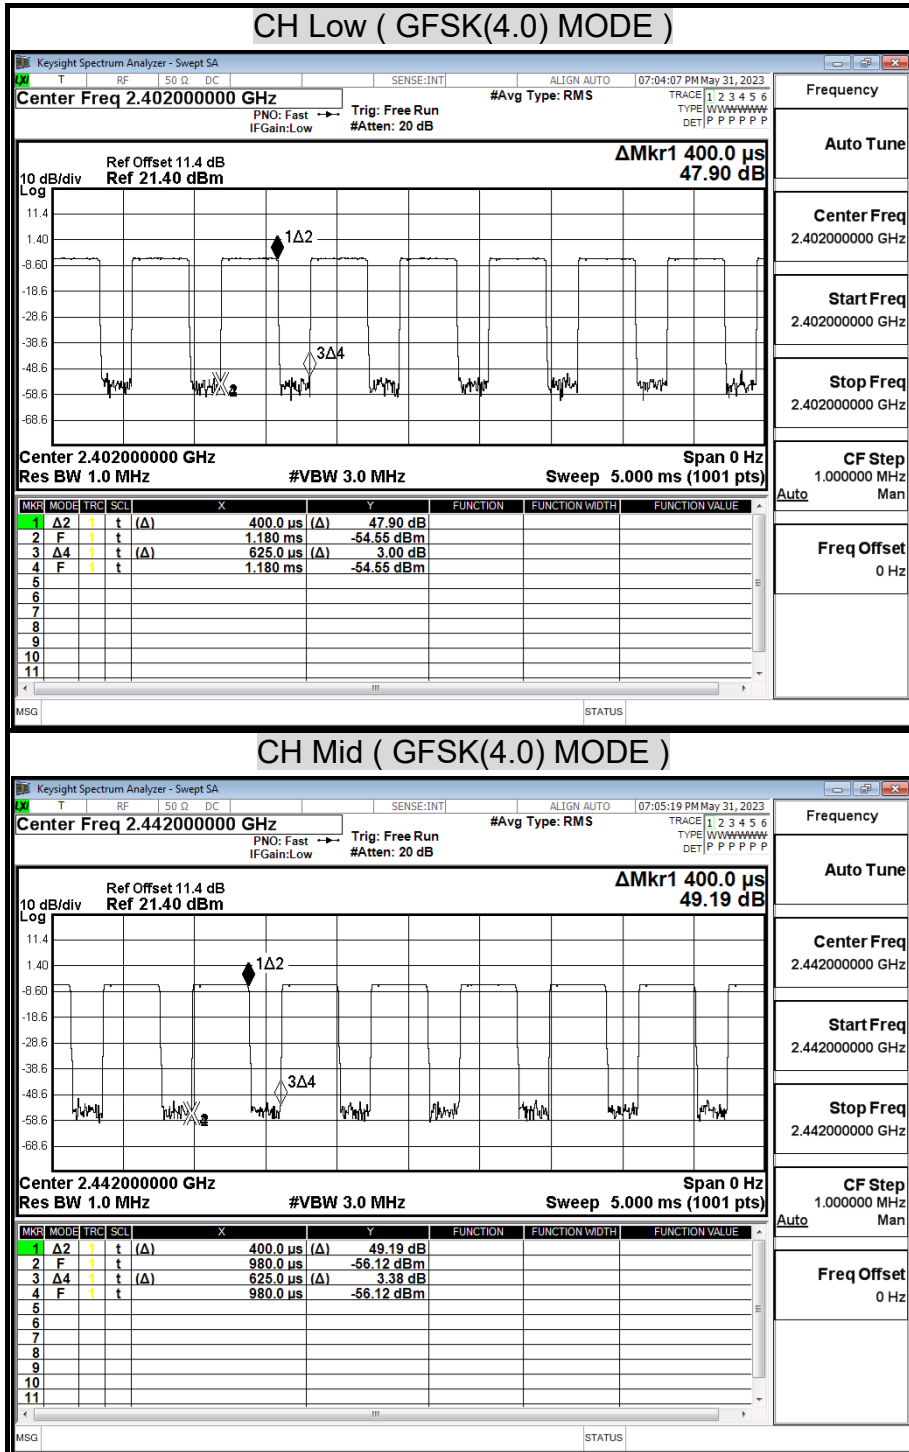 CH Low ( GFSK(4.0) MODE )
Keysight Spectrum Analyzer - Swept SA
LXI T RF 50 Ω DC SENSE:INT ALIGN AUTO 07:04:07 PM May 31, 2023
Center Freq 2.402000000 GHz #Avg Type: RMS TRACE 1 2 3 4 5 6
PNO: Fast Trig: Free Run TYPE WWWWWW
IFGain:Low #Atten: 20 dB DET P P P P P P
Frequency
Auto Tune
Center Freq
2.402000000 GHz
Start Freq
2.402000000 GHz
Stop Freq
2.402000000 GHz
CF Step
1.000000 MHz
Auto Man
Freq Offset
0 Hz
ΔMkr1 400.0 µs
47.90 dB
Ref Offset 11.4 dB
10 dB/div Ref 21.40 dBm
Log
11.4
1.40
-8.60
-18.6
-28.6
-38.6
-48.6
-58.6
-68.6
1Δ2
3Δ4
2
Center 2.402000000 GHz Span 0 Hz
Res BW 1.0 MHz #VBW 3.0 MHz Sweep 5.000 ms (1001 pts)
MKR MODE TRC SCL X Y FUNCTION FUNCTION WIDTH FUNCTION VALUE
1 Δ2 1 t (Δ) 400.0 µs (Δ) 47.90 dB
2 F 1 t 1.180 ms -54.55 dBm
3 Δ4 1 t (Δ) 625.0 µs (Δ) 3.00 dB
4 F 1 t 1.180 ms -54.55 dBm
5
6
7
8
9
10
11
MSG STATUS
CH Mid ( GFSK(4.0) MODE )
Keysight Spectrum Analyzer - Swept SA
LXI T RF 50 Ω DC SENSE:INT ALIGN AUTO 07:05:19 PM May 31, 2023
Center Freq 2.442000000 GHz #Avg Type: RMS TRACE 1 2 3 4 5 6
PNO: Fast Trig: Free Run TYPE WWWWWW
IFGain:Low #Atten: 20 dB DET P P P P P P
Frequency
Auto Tune
Center Freq
2.442000000 GHz
Start Freq
2.442000000 GHz
Stop Freq
2.442000000 GHz
CF Step
1.000000 MHz
Auto Man
Freq Offset
0 Hz
ΔMkr1 400.0 µs
49.19 dB
Ref Offset 11.4 dB
10 dB/div Ref 21.40 dBm
Log
11.4
1.40
-8.60
-18.6
-28.6
-38.6
-48.6
-58.6
-68.6
1Δ2
3Δ4
2
Center 2.442000000 GHz Span 0 Hz
Res BW 1.0 MHz #VBW 3.0 MHz Sweep 5.000 ms (1001 pts)
MKR MODE TRC SCL X Y FUNCTION FUNCTION WIDTH FUNCTION VALUE
1 Δ2 1 t (Δ) 400.0 µs (Δ) 49.19 dB
2 F 1 t 980.0 µs -56.12 dBm
3 Δ4 1 t (Δ) 625.0 µs (Δ) 3.38 dB
4 F 1 t 980.0 µs -56.12 dBm
5
6
7
8
9
10
11
MSG STATUS